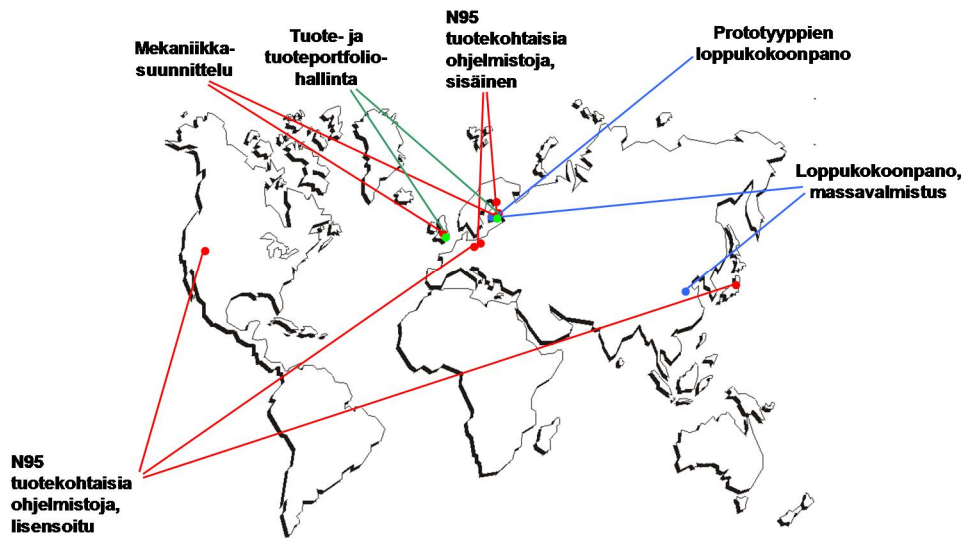 Mekaniikka-
suunnittelu
Tuote- ja
tuoteportfolio-
hallinta
N95
tuotekohtaisia
ohjelmistoja,
sisäinen
Prototyyppien
loppukokoonpano
Loppukokoonpano,
massavalmistus
N95
tuotekohtaisia
ohjelmistoja,
lisensoitu